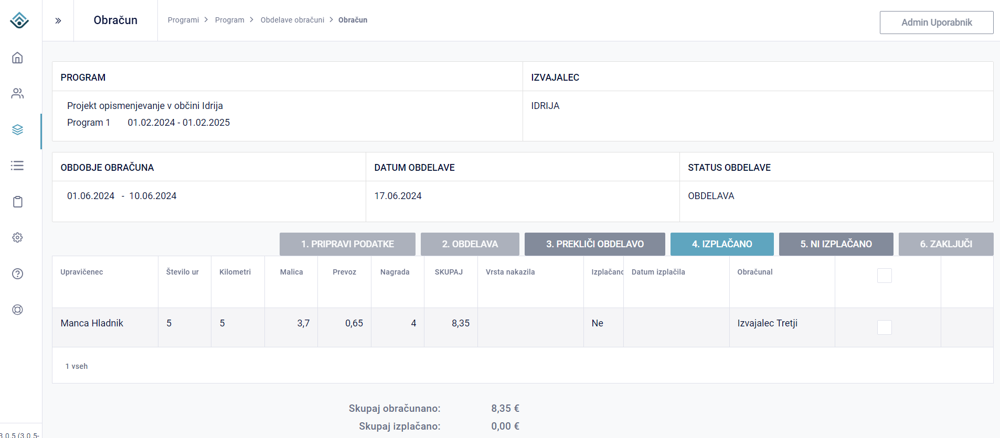 Obračun
Programi > Program > Obdelave obračuni > Obračun
Admin Uporabnik
PROGRAM
IZVAJALEC
Projekt opismenjevanje v občini Idrija
IDRIJA
Program 1 01.02.2024 - 01.02.2025
OBDOBJE OBRAČUNA
DATUM OBDELAVE
STATUS OBDELAVE
01.06.2024 - 10.06.2024
17.06.2024
OBDELAVA
1. PRIPRAVI PODATKE
2. OBDELAVA
3. PREKLIČI OBDELAVO
4. IZPLAČANO
5. NI IZPLAČANO
6. ZAKLJUČI
Upravičenec Število ur Kilometri Malica Prevoz Nagrada SKUPAJ Vrsta nakazila Izplačano Datum izplačila Obračunal
Manca Hladnik 5 5 3,7 0,65 4 8,35 Ne Izvajalec Tretji
1 vseh
Skupaj obračunano: 8,35 €
Skupaj izplačano: 0,00 €
3.0.5 (3.0.5-